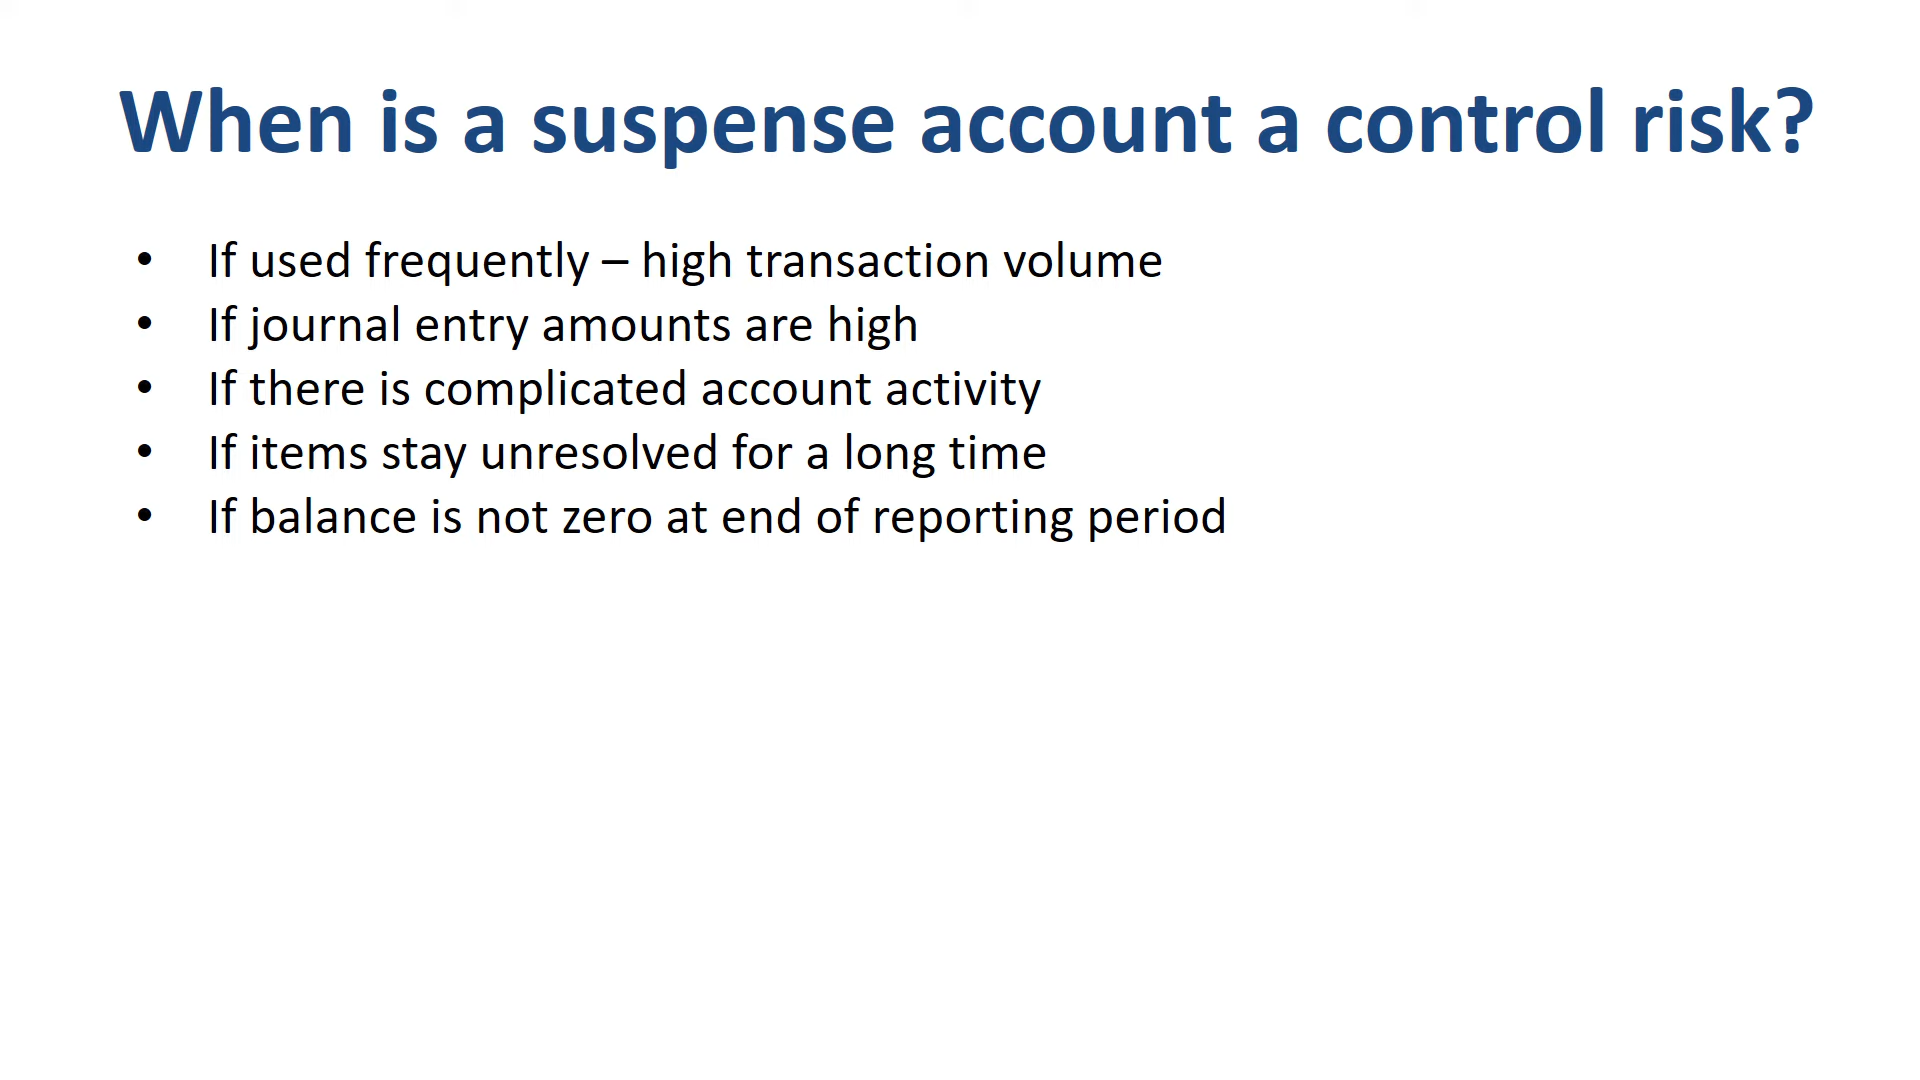 When is a suspense account a control risk?
• If used frequently – high transaction volume
• If journal entry amounts are high
• If there is complicated account activity
• If items stay unresolved for a long time
• If balance is not zero at end of reporting period